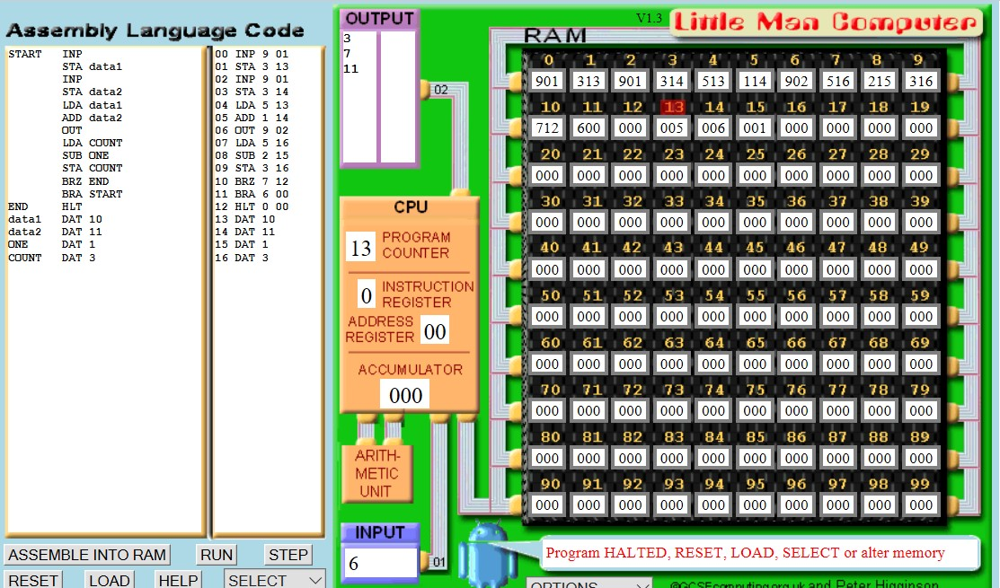 Assembly Language Code
START INP
STA data1
INP
STA data2
LDA data1
ADD data2
OUT
LDA COUNT
SUB ONE
STA COUNT
BRZ END
BRA START
END HLT
data1 DAT 10
data2 DAT 11
ONE DAT 1
COUNT DAT 3
00 INP 9 01
01 STA 3 13
02 INP 9 01
03 STA 3 14
04 LDA 5 13
05 ADD 1 14
06 OUT 9 02
07 LDA 5 16
08 SUB 2 15
09 STA 3 16
10 BRZ 7 12
11 BRA 6 00
12 HLT 0 00
13 DAT 10
14 DAT 11
15 DAT 1
16 DAT 3
ASSEMBLE INTO RAM RUN STEP
RESET LOAD HELP SELECT
OUTPUT
3
7
11
02
CPU
13 PROGRAM
COUNTER
0 INSTRUCTION
REGISTER
ADDRESS
REGISTER 00
ACCUMULATOR
000
ARITH-
METIC
UNIT
INPUT
6
01
V1.3 Little Man Computer
RAM
0 1 2 3 4 5 6 7 8 9
901 313 901 314 513 114 902 516 215 316
10 11 12 13 14 15 16 17 18 19
712 600 000 005 006 001 000 000 000 000
20 21 22 23 24 25 26 27 28 29
000 000 000 000 000 000 000 000 000 000
30 31 32 33 34 35 36 37 38 39
000 000 000 000 000 000 000 000 000 000
40 41 42 43 44 45 46 47 48 49
000 000 000 000 000 000 000 000 000 000
50 51 52 53 54 55 56 57 58 59
000 000 000 000 000 000 000 000 000 000
60 61 62 63 64 65 66 67 68 69
000 000 000 000 000 000 000 000 000 000
70 71 72 73 74 75 76 77 78 79
000 000 000 000 000 000 000 000 000 000
80 81 82 83 84 85 86 87 88 89
000 000 000 000 000 000 000 000 000 000
90 91 92 93 94 95 96 97 98 99
000 000 000 000 000 000 000 000 000 000
Program HALTED, RESET, LOAD, SELECT or alter memory
OPTIONS ©GCSEcomputing.org.uk and Peter Higginson